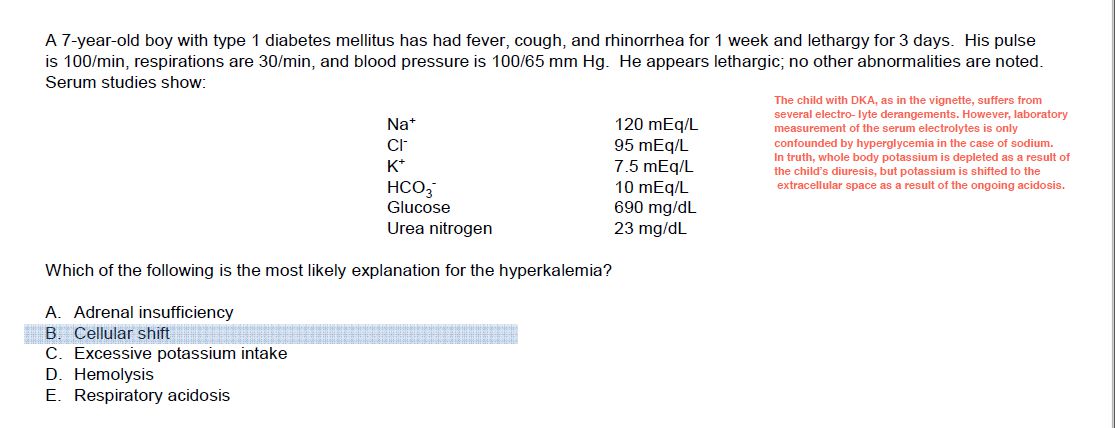 A 7-year-old boy with type 1 diabetes mellitus has had fever, cough, and rhinorrhea for 1 week and lethargy for 3 days. His pulse
is 100/min, respirations are 30/min, and blood pressure is 100/65 mm Hg. He appears lethargic; no other abnormalities are noted.
Serum studies show:
The child with DKA, as in the vignette, suffers from
several electro- lyte derangements. However, laboratory
measurement of the serum electrolytes is only
confounded by hyperglycemia in the case of sodium.
In truth, whole body potassium is depleted as a result of
the child's diuresis, but potassium is shifted to the
extracellular space as a result of the ongoing acidosis.
Na⁺ 120 mEq/L
Cl⁻ 95 mEq/L
K⁺ 7.5 mEq/L
HCO₃⁻ 10 mEq/L
Glucose 690 mg/dL
Urea nitrogen 23 mg/dL
Which of the following is the most likely explanation for the hyperkalemia?
A. Adrenal insufficiency
B. Cellular shift
C. Excessive potassium intake
D. Hemolysis
E. Respiratory acidosis